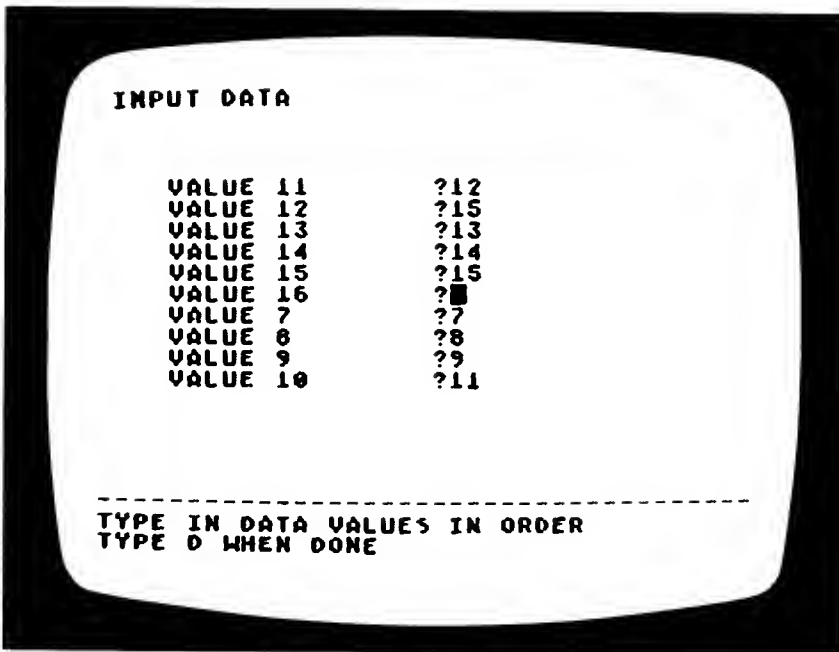 INPUT DATA
VALUE 11 ?12
VALUE 12 ?15
VALUE 13 ?13
VALUE 14 ?14
VALUE 15 ?15
VALUE 16 ?
VALUE 7 ?7
VALUE 8 ?8
VALUE 9 ?9
VALUE 10 ?11
----------------------------------------
TYPE IN DATA VALUES IN ORDER
TYPE D WHEN DONE